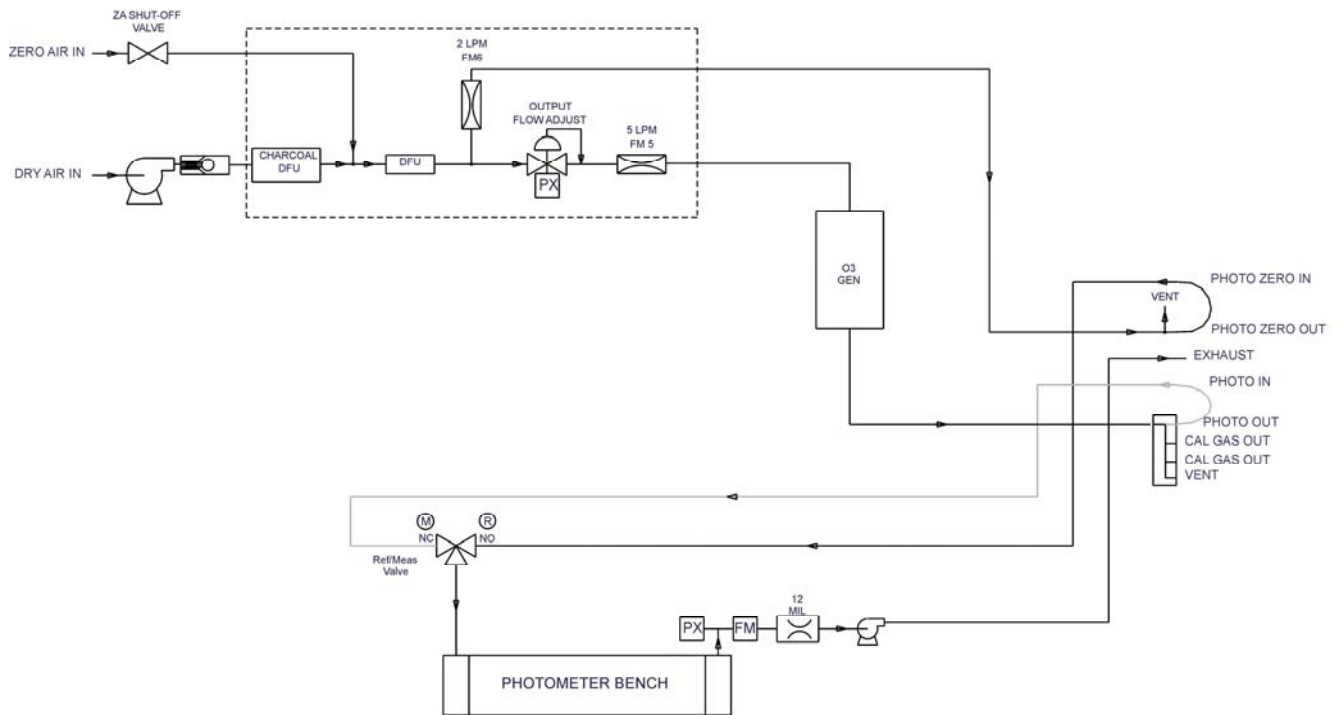 ZA SHUT-OFF
VALVE
ZERO AIR IN
2 LPM
FM6
OUTPUT
FLOW ADJUST
5 LPM
FM 5
DRY AIR IN
CHARCOAL
DFU
DFU
PX
O3
GEN
PHOTO ZERO IN
VENT
PHOTO ZERO OUT
EXHAUST
PHOTO IN
PHOTO OUT
CAL GAS OUT
CAL GAS OUT
VENT
M
R
NC
NO
Ref/Meas
Valve
12
MIL
PX
FM
PHOTOMETER BENCH